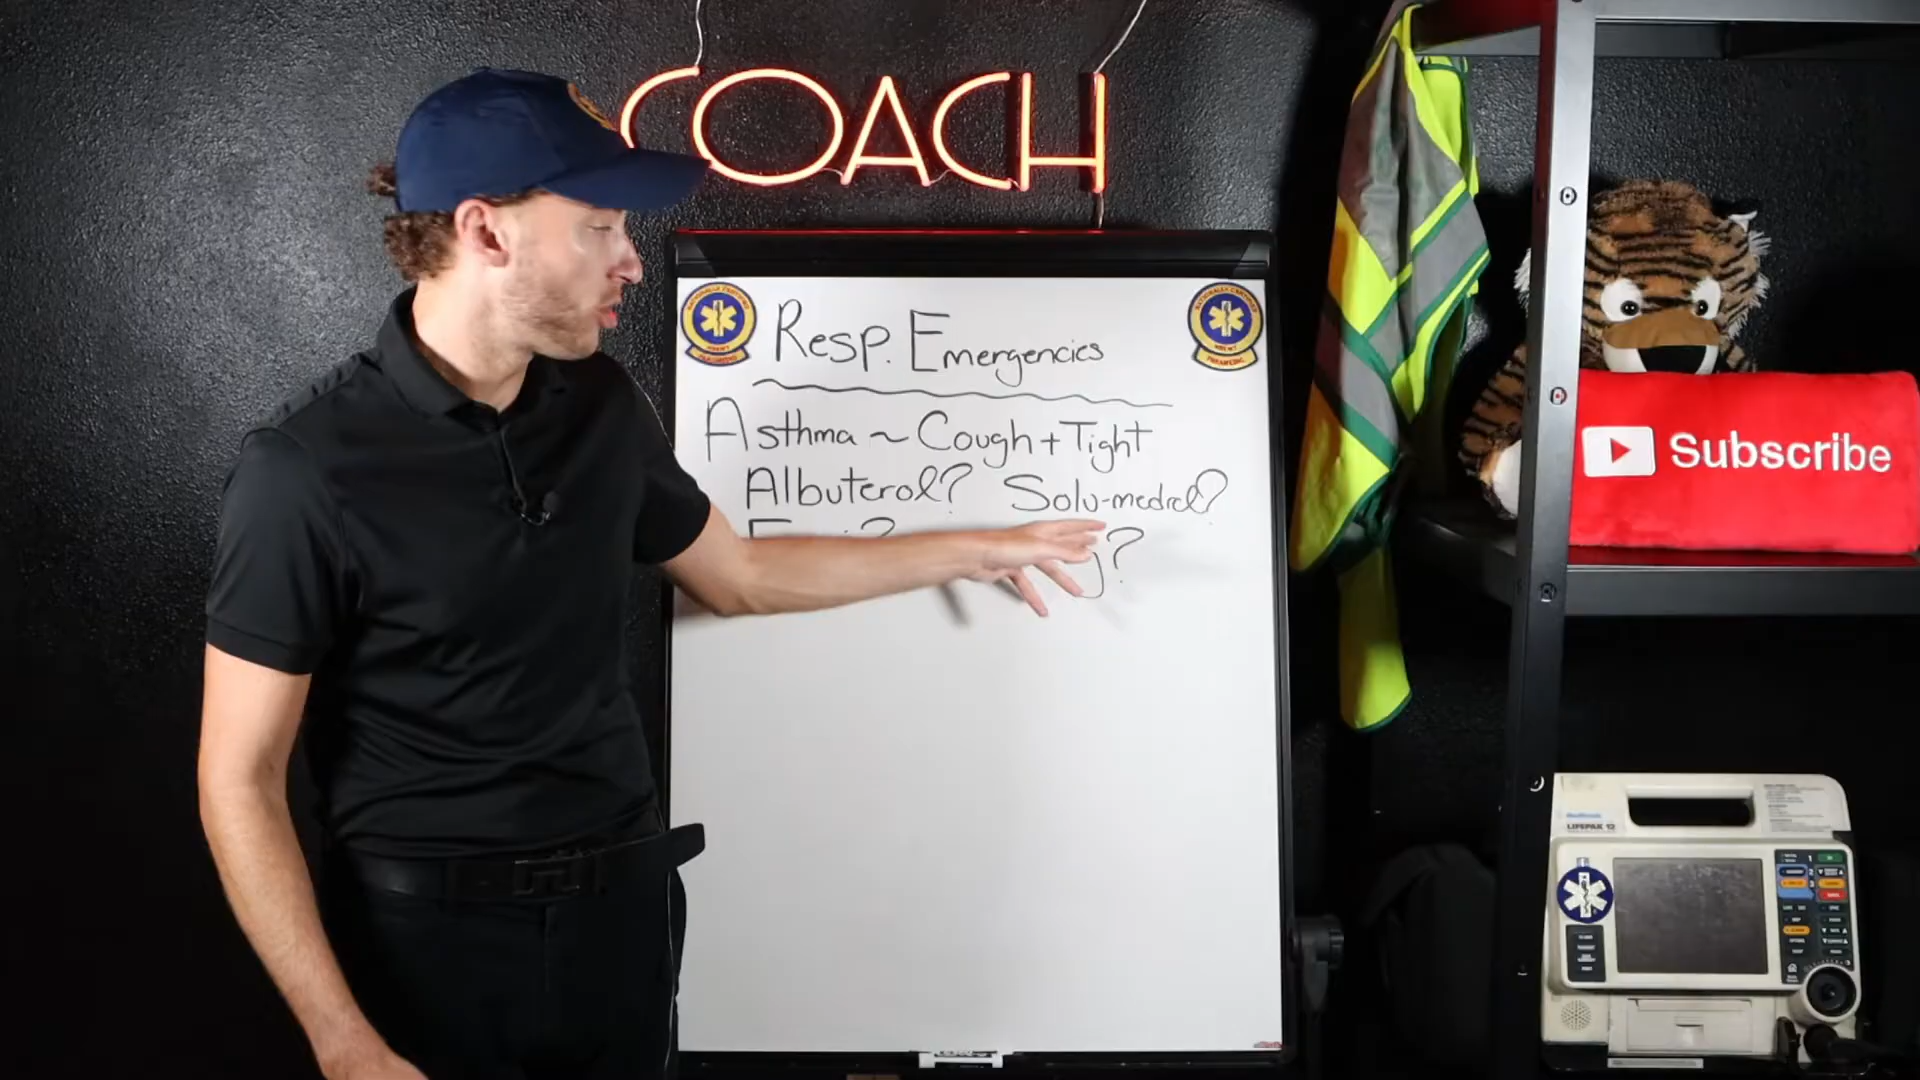 COACH
Resp. Emergencies
Asthma ~ Cough + Tight
Albuterol? Solu-medrol?
Subscribe
LIFEPAK 12